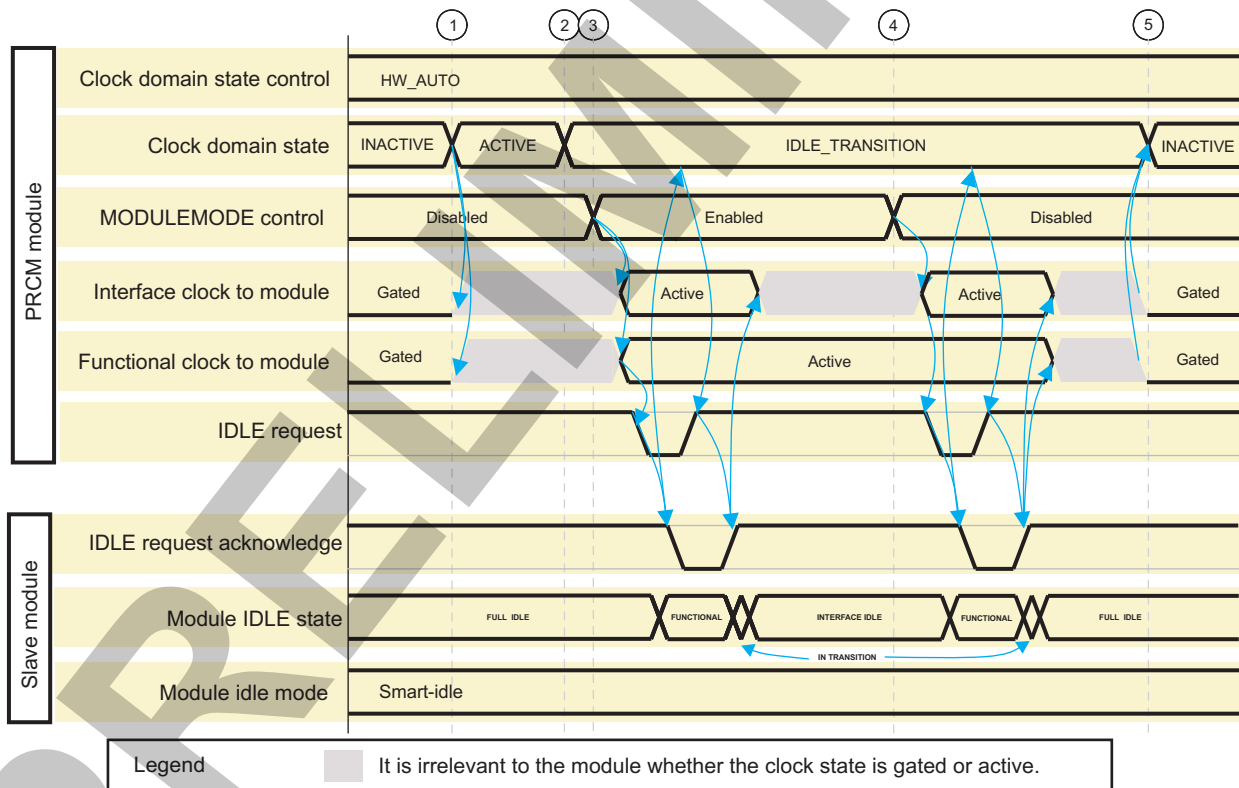 1 2 3 4 5
PRCM module
Clock domain state control HW_AUTO
Clock domain state INACTIVE ACTIVE IDLE_TRANSITION INACTIVE
MODULEMODE control Disabled Enabled Disabled
Interface clock to module Gated Active Active Gated
Functional clock to module Gated Active Gated
IDLE request
Slave module
IDLE request acknowledge
Module IDLE state FULL IDLE FUNCTIONAL INTERFACE IDLE FUNCTIONAL FULL IDLE
IN TRANSITION
Module idle mode Smart-idle
Legend It is irrelevant to the module whether the clock state is gated or active.
PRELIMI